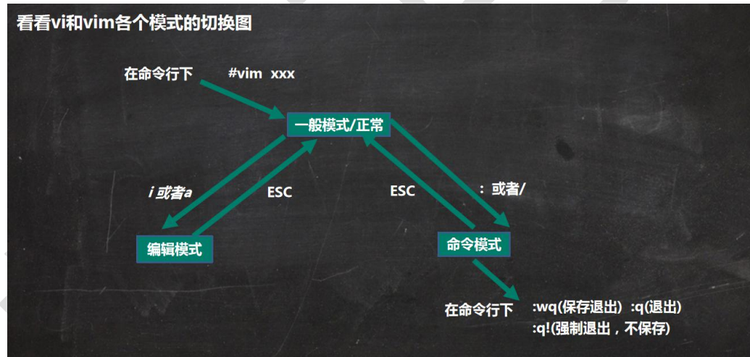 看看vi和vim各个模式的切换图
在命令行下 #vim xxx
一般模式/正常
i 或者a
ESC
ESC
: 或者/
编辑模式
命令模式
在命令行下
:wq(保存退出) :q(退出)
:q!(强制退出，不保存)